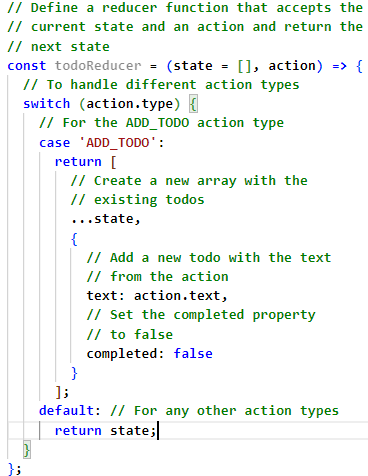 // Define a reducer function that accepts the
// current state and an action and return the
// next state
const todoReducer = (state = [], action) => {
  // To handle different action types
  switch (action.type) {
    // For the ADD_TODO action type
    case 'ADD_TODO':
      return [
        // Create a new array with the
        // existing todos
        ...state,
        {
          // Add a new todo with the text
          // from the action
          text: action.text,
          // Set the completed property
          // to false
          completed: false
        }
      ];
    default: // For any other action types
      return state;
  }
};